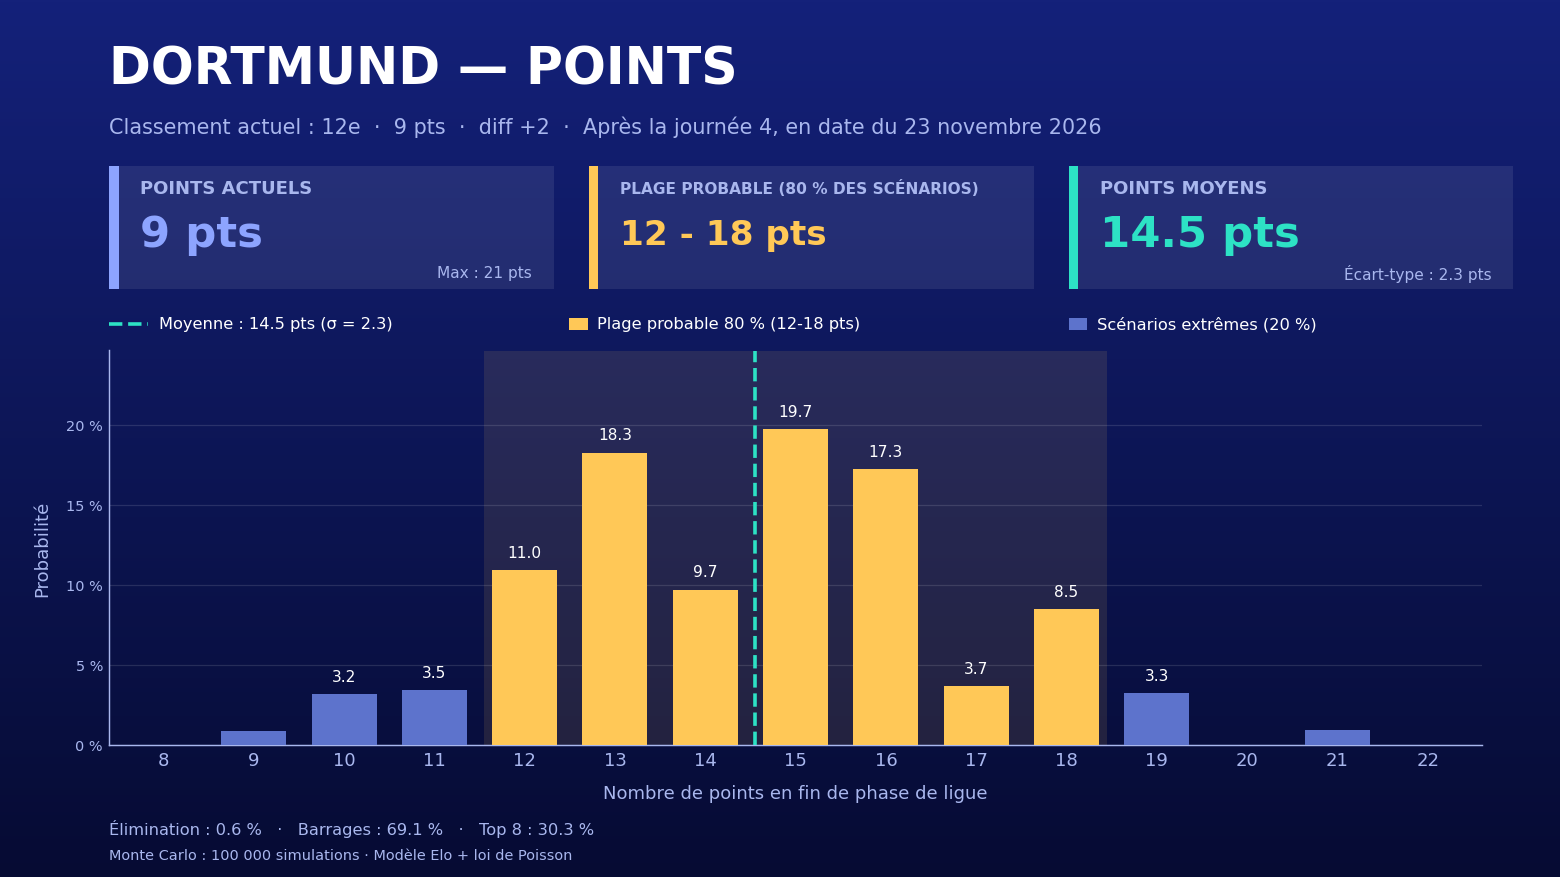 DORTMUND — POINTS
Classement actuel : 12e · 9 pts · diff +2 · Après la journée 4, en date du 23 novembre 2026
POINTS ACTUELS
9 pts
Max : 21 pts
PLAGE PROBABLE (80 % DES SCÉNARIOS)
12 - 18 pts
POINTS MOYENS
14.5 pts
Écart-type : 2.3 pts
Moyenne : 14.5 pts (σ = 2.3)
Plage probable 80 % (12-18 pts)
Scénarios extrêmes (20 %)
Probabilité
20 %
15 %
10 %
5 %
0 %
3.2
3.5
11.0
18.3
9.7
19.7
17.3
3.7
8.5
3.3
8 9 10 11 12 13 14 15 16 17 18 19 20 21 22
Nombre de points en fin de phase de ligue
Élimination : 0.6 % · Barrages : 69.1 % · Top 8 : 30.3 %
Monte Carlo : 100 000 simulations · Modèle Elo + loi de Poisson